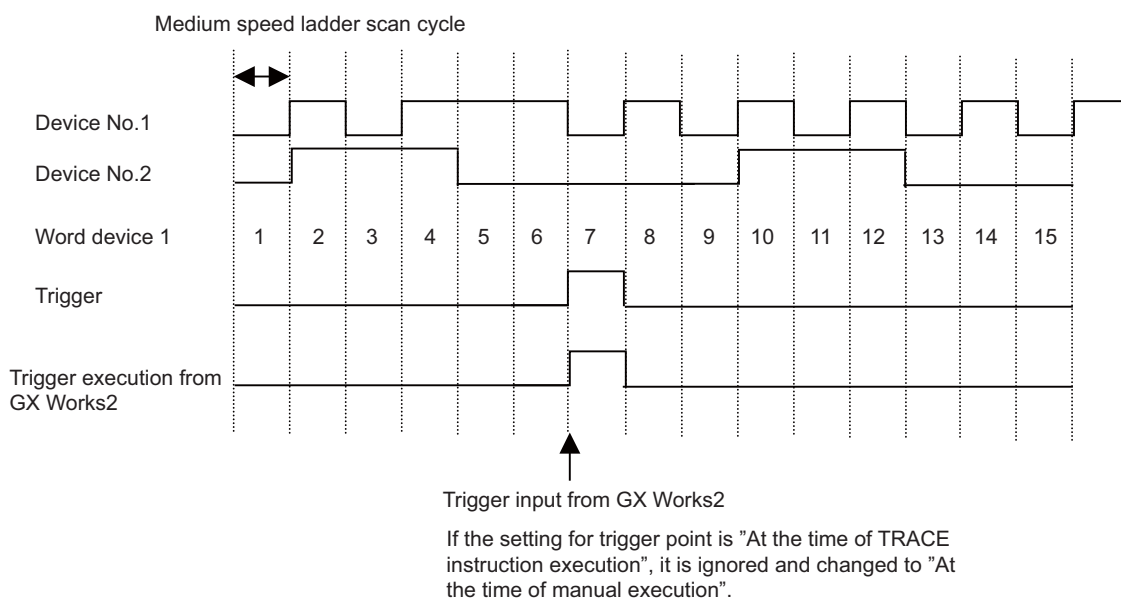 Medium speed ladder scan cycle
Device No.1
Device No.2
Word device 1 1 2 3 4 5 6 7 8 9 10 11 12 13 14 15
Trigger
Trigger execution from
GX Works2
Trigger input from GX Works2
If the setting for trigger point is ”At the time of TRACE
instruction execution”, it is ignored and changed to ”At
the time of manual execution”.